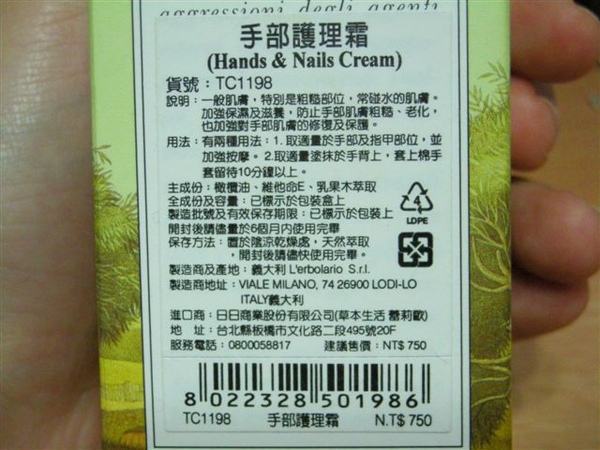 aggressioni degli agenti
手部護理霜
(Hands & Nails Cream)
貨號：TC1198
說明：一般肌膚，特別是粗糙部位，常碰水的肌膚。
加強保濕及滋養，防止手部肌膚粗糙、老化，
也加強對手部肌膚的修復及保護。
用法：有兩種用法：1.取適量於手部及指甲部位，並
加強按摩。2.取適量塗抹於手背上，套上棉手
套留待10分鐘以上。
主成份：橄欖油、維他命E、乳果木萃取
全成份及容量：已標示於包裝盒上
製造批號及有效保存期限：已標示於包裝上
開封後請儘量於6個月內使用完畢
保存方法：置於陰涼乾燥處，天然萃取
，開封後請儘快使用完畢。
4
LDPE
製造商及產地：義大利 L'erbolario S.r.l.
製造商地址：VIALE MILANO, 74 26900 LODI-LO
ITALY義大利
進口商：日日商業股份有限公司(草本生活 蕾莉歐)
地　址：台北縣板橋市文化路二段495號20F
服務電話：0800058817　建議售價：NT$ 750
8 022328 501986
TC1198　手部護理霜　N.T$ 750